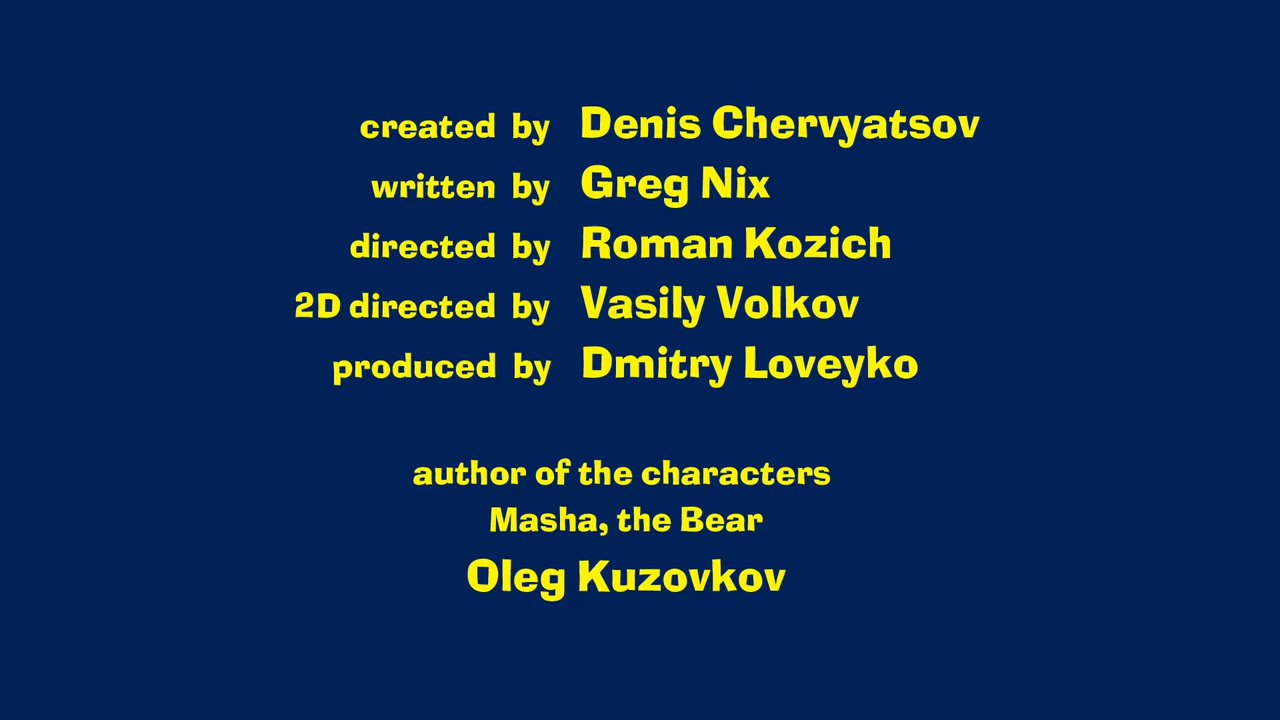 created by Denis Chervyatsov
written by Greg Nix
directed by Roman Kozich
2D directed by Vasily Volkov
produced by Dmitry Loveyko
author of the characters
Masha, the Bear
Oleg Kuzovkov